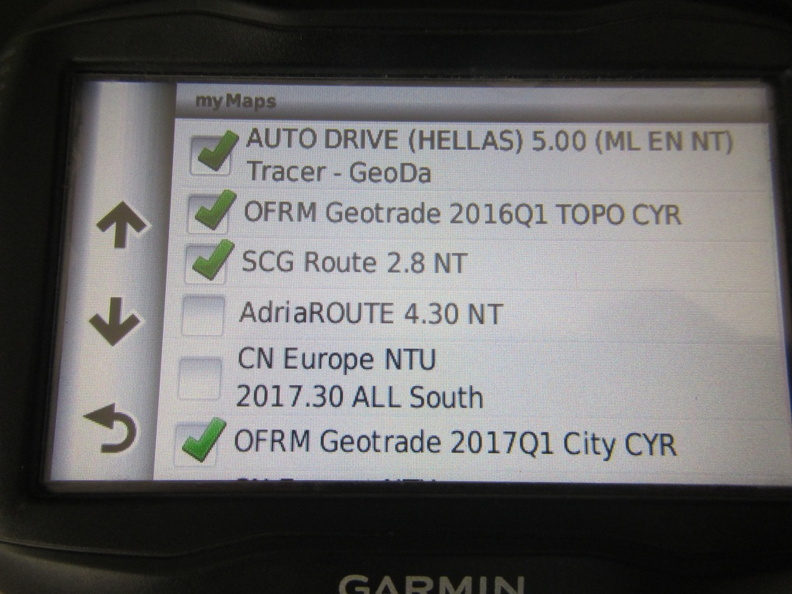 myMaps
AUTO DRIVE (HELLAS) 5.00 (ML EN NT)
Tracer - GeoDa
OFRM Geotrade 2016Q1 TOPO CYR
SCG Route 2.8 NT
AdriaROUTE 4.30 NT
CN Europe NTU
2017.30 ALL South
OFRM Geotrade 2017Q1 City CYR
GARMIN